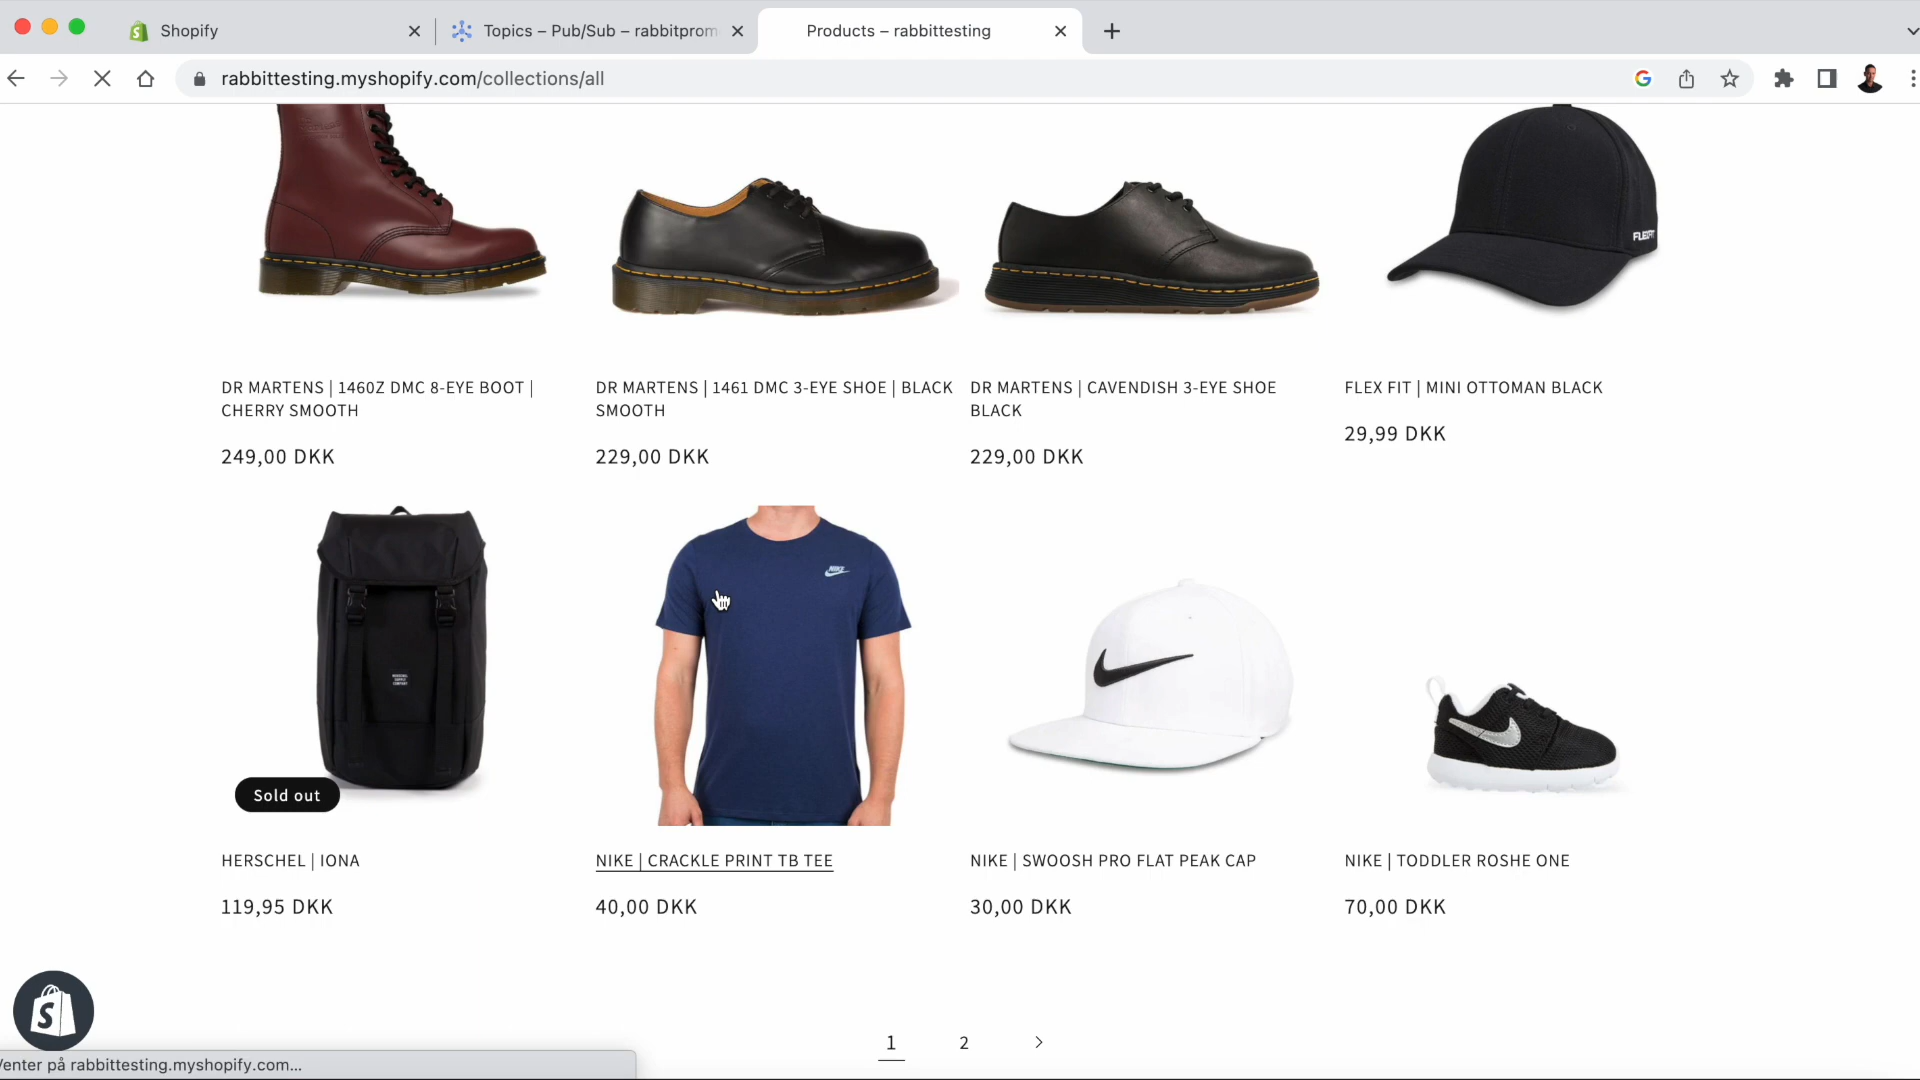 Shopify
Topics – Pub/Sub – rabbitprom
Products – rabbittesting
rabbittesting.myshopify.com/collections/all
FLEXFIT
DR MARTENS | 1460Z DMC 8-EYE BOOT |
CHERRY SMOOTH
249,00 DKK
DR MARTENS | 1461 DMC 3-EYE SHOE | BLACK
SMOOTH
229,00 DKK
DR MARTENS | CAVENDISH 3-EYE SHOE
BLACK
229,00 DKK
FLEX FIT | MINI OTTOMAN BLACK
29,99 DKK
NIKE
Sold out
HERSCHEL | IONA
119,95 DKK
NIKE | CRACKLE PRINT TB TEE
40,00 DKK
NIKE | SWOOSH PRO FLAT PEAK CAP
30,00 DKK
NIKE | TODDLER ROSHE ONE
70,00 DKK
1
2
Venter på rabbittesting.myshopify.com...